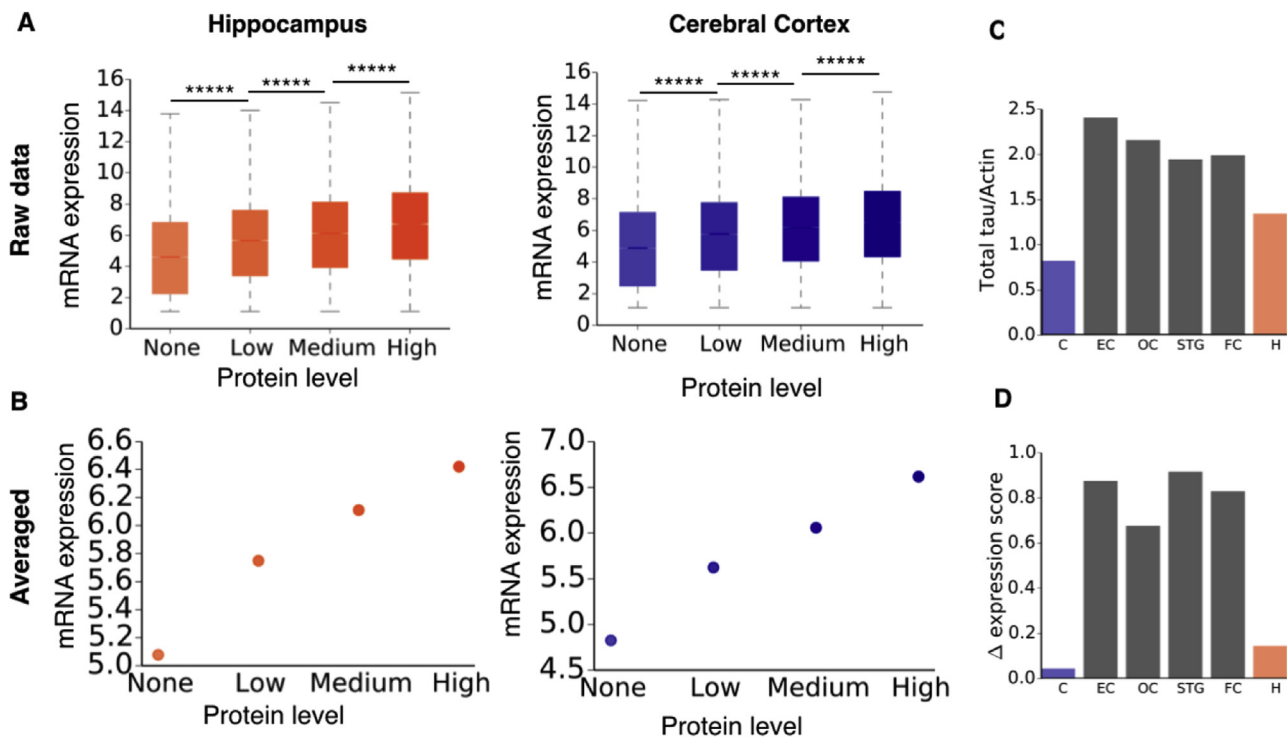 A
Hippocampus
Cerebral Cortex
C
Raw data
mRNA expression
16
14
12
10
8
6
4
2
0
*****
*****
*****
None Low Medium High
Protein level
mRNA expression
16
14
12
10
8
6
4
2
0
*****
*****
*****
None Low Medium High
Protein level
Total tau/Actin
2.5
2.0
1.5
1.0
0.5
0.0
C EC OC STG FC H
B
Averaged
mRNA expression
6.6
6.4
6.2
6.0
5.8
5.6
5.4
5.2
5.0
None Low Medium High
Protein level
mRNA expression
7.0
6.5
6.0
5.5
5.0
4.5
None Low Medium High
Protein level
D
Δ expression score
1.0
0.8
0.6
0.4
0.2
0.0
C EC OC STG FC H